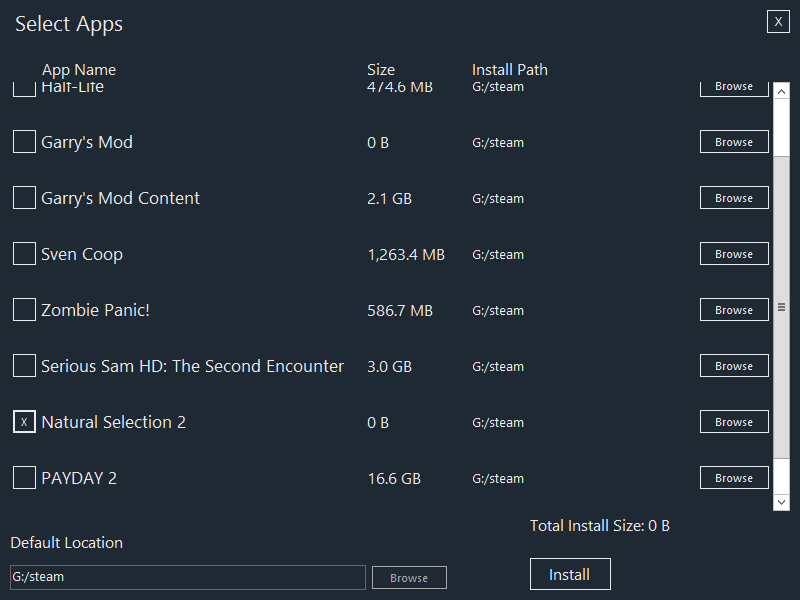 Select Apps X
App Name Size Install Path
Half-Life 474.6 MB G:/steam Browse
Garry's Mod 0 B G:/steam Browse
Garry's Mod Content 2.1 GB G:/steam Browse
Sven Coop 1,263.4 MB G:/steam Browse
Zombie Panic! 586.7 MB G:/steam Browse
Serious Sam HD: The Second Encounter 3.0 GB G:/steam Browse
X Natural Selection 2 0 B G:/steam Browse
PAYDAY 2 16.6 GB G:/steam Browse
Total Install Size: 0 B
Default Location
G:/steam Browse Install